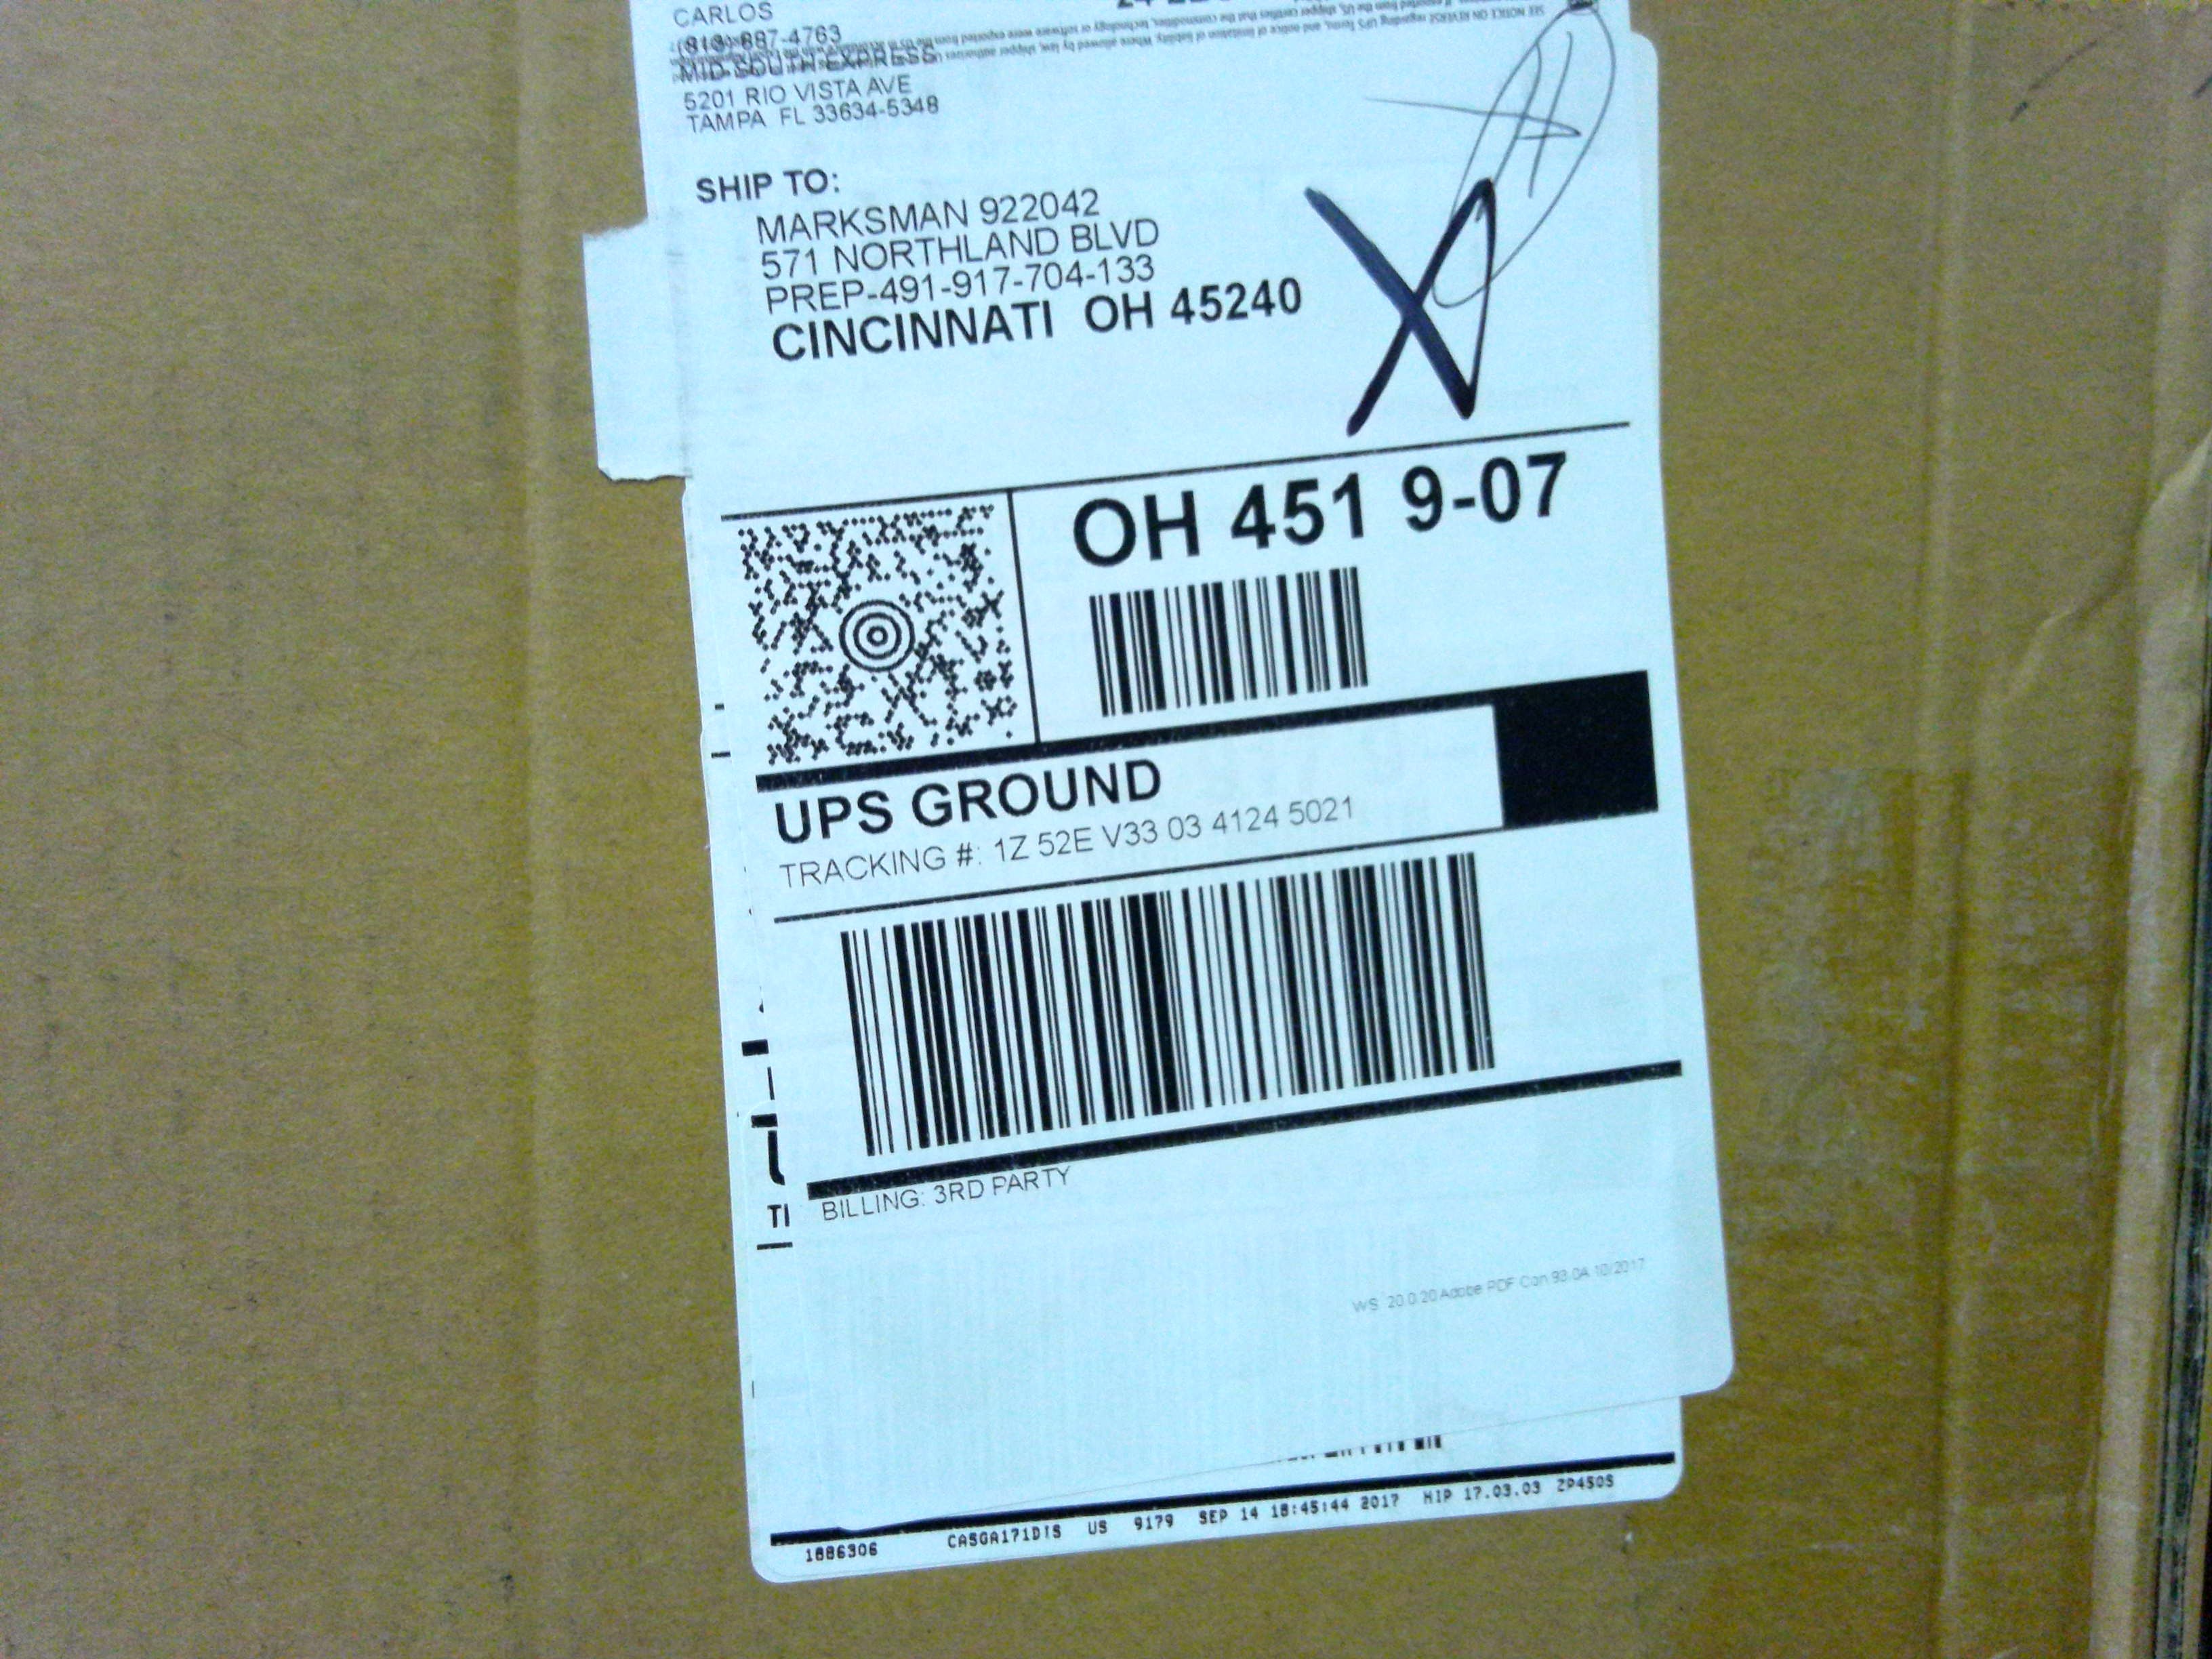 CARLOS
(813) 887-4763
MID-SOUTH EXPRESS
5201 RIO VISTA AVE
TAMPA FL 33634-5348
SHIP TO:
MARKSMAN 922042
571 NORTHLAND BLVD
PREP-491-917-704-133
CINCINNATI OH 45240
OH 451 9-07
UPS GROUND
TRACKING #: 1Z 52E V33 03 4124 5021
BILLING: 3RD PARTY
TI
WS 20.0.20 Adobe PDF Can 93.0A 10/2017
1886306 CASGA171DIS US 9179 SEP 14 18:45:44 2017 HIP 17.03.03 ZP450S